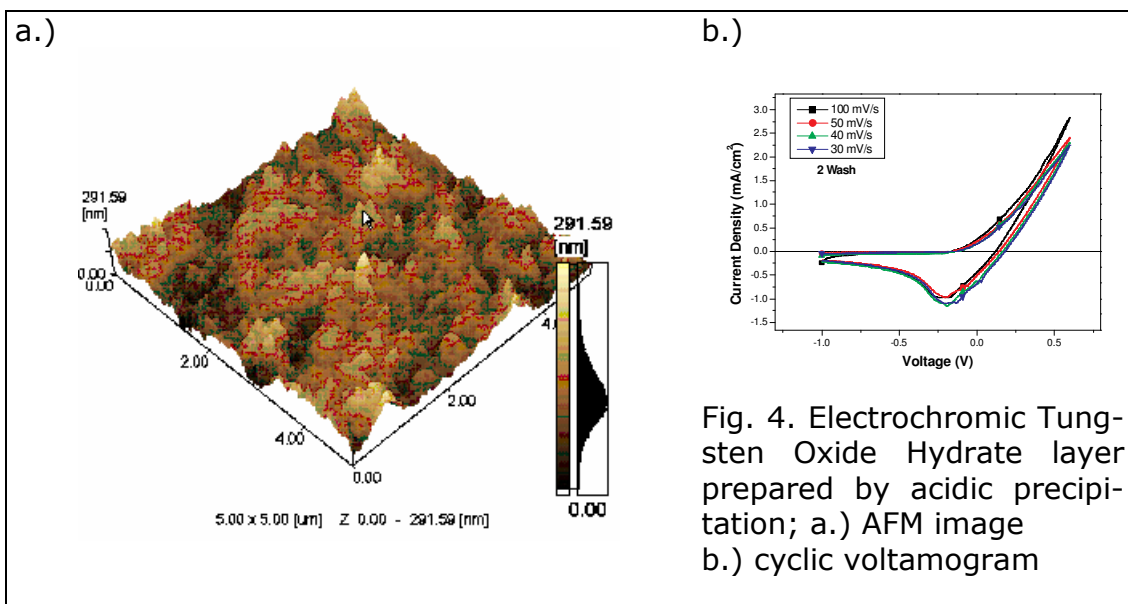 a.)
291.59
[nm]
0.00
0.00
2.00
4.00
0.00
2.00
291.59
[nm]
0.00
5.00 x 5.00 [um] Z 0.00 - 291.59 [nm]
b.)
3.0
2.5
2.0
1.5
1.0
0.5
0.0
-0.5
-1.0
-1.5
Current Density (mA/cm²)
100 mV/s
50 mV/s
40 mV/s
30 mV/s
2 Wash
-1.0
-0.5
0.0
0.5
Voltage (V)
Fig. 4. Electrochromic Tung-
sten Oxide Hydrate layer
prepared by acidic precipi-
tation; a.) AFM image
b.) cyclic voltamogram